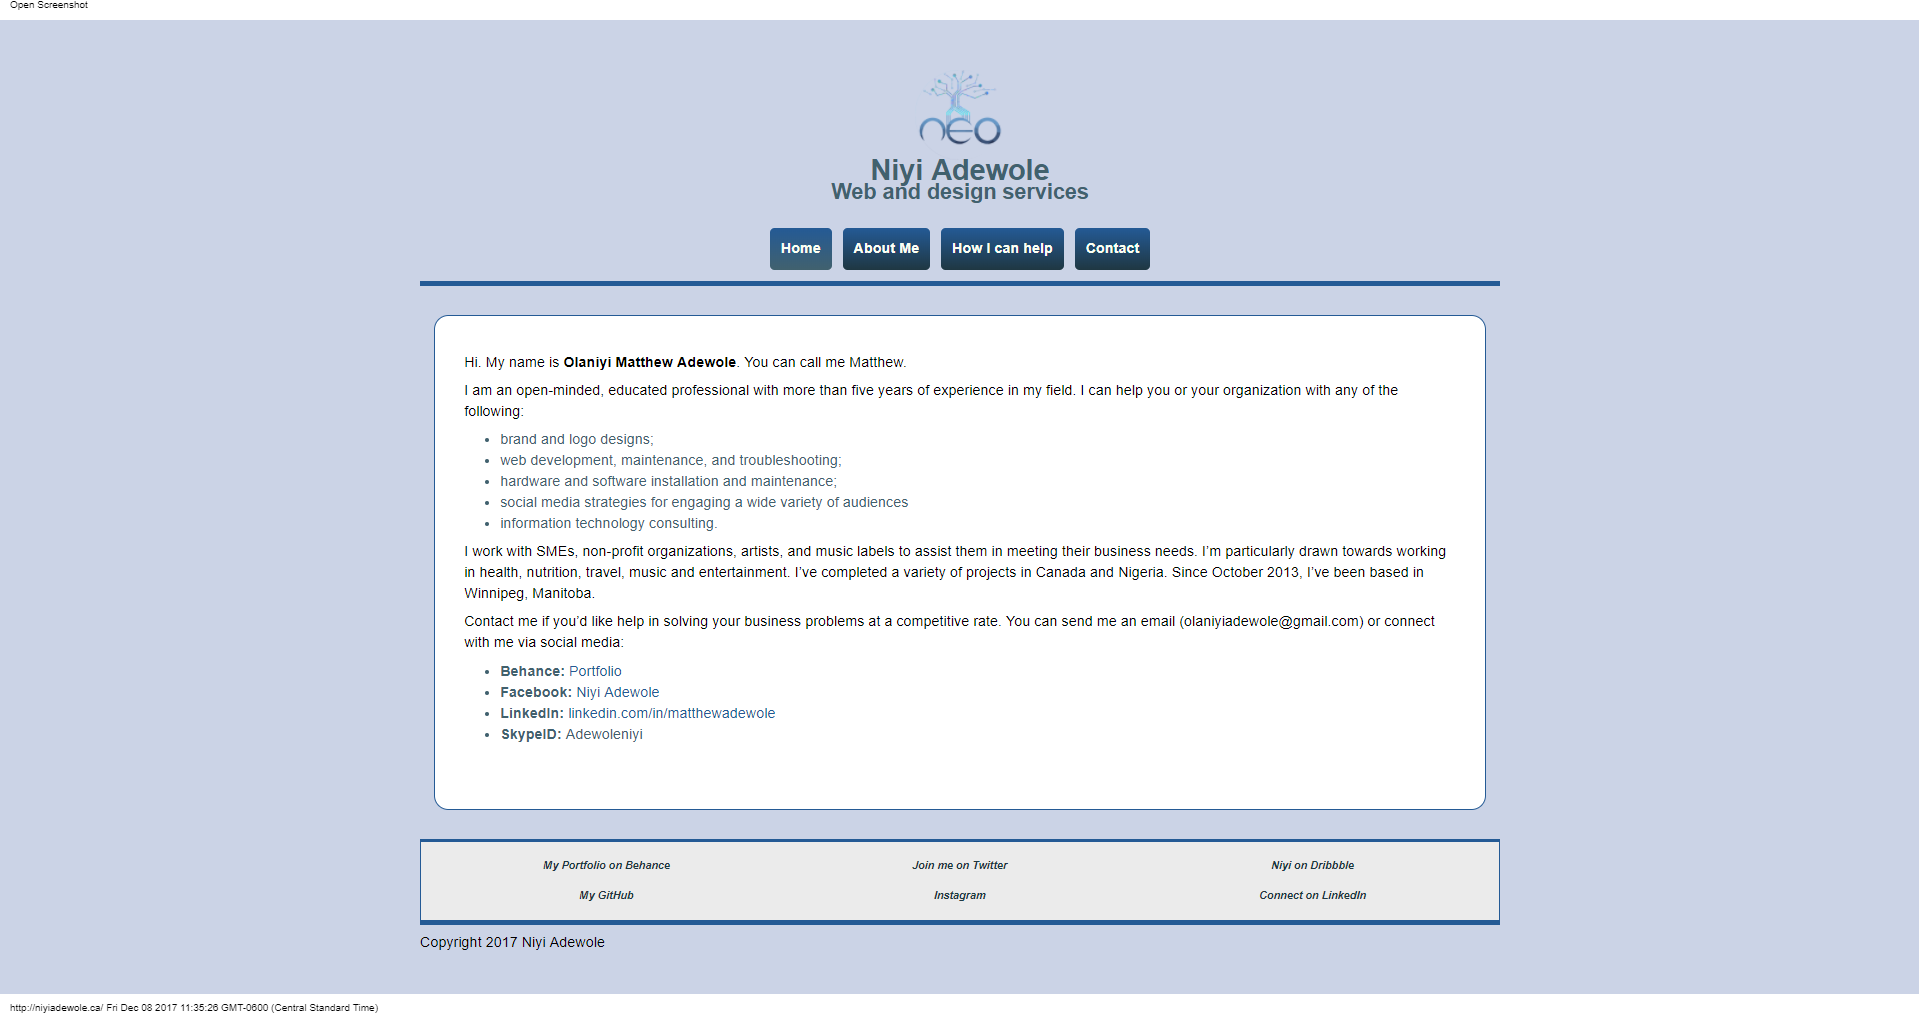 Open Screenshot
neo
Niyi Adewole
Web and design services
Home
About Me
How I can help
Contact
Hi. My name is Olaniyi Matthew Adewole. You can call me Matthew.
I am an open-minded, educated professional with more than five years of experience in my field. I can help you or your organization with any of the
following:
• brand and logo designs;
• web development, maintenance, and troubleshooting;
• hardware and software installation and maintenance;
• social media strategies for engaging a wide variety of audiences
• information technology consulting.
I work with SMEs, non-profit organizations, artists, and music labels to assist them in meeting their business needs. I’m particularly drawn towards working
in health, nutrition, travel, music and entertainment. I’ve completed a variety of projects in Canada and Nigeria. Since October 2013, I’ve been based in
Winnipeg, Manitoba.
Contact me if you’d like help in solving your business problems at a competitive rate. You can send me an email (olaniyiadewole@gmail.com) or connect
with me via social media:
• Behance: Portfolio
• Facebook: Niyi Adewole
• LinkedIn: linkedin.com/in/matthewadewole
• SkypeID: Adewoleniyi
My Portfolio on Behance
Join me on Twitter
Niyi on Dribbble
My GitHub
Instagram
Connect on LinkedIn
Copyright 2017 Niyi Adewole
http://niyiadewole.ca/ Fri Dec 08 2017 11:35:26 GMT-0600 (Central Standard Time)